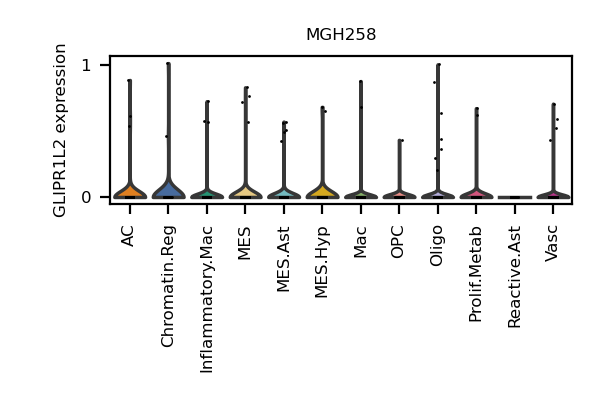 MGH258
GLIPR1L2 expression
1
0
AC
Chromatin.Reg
Inflammatory.Mac
MES
MES.Ast
MES.Hyp
Mac
OPC
Oligo
Prolif.Metab
Reactive.Ast
Vasc